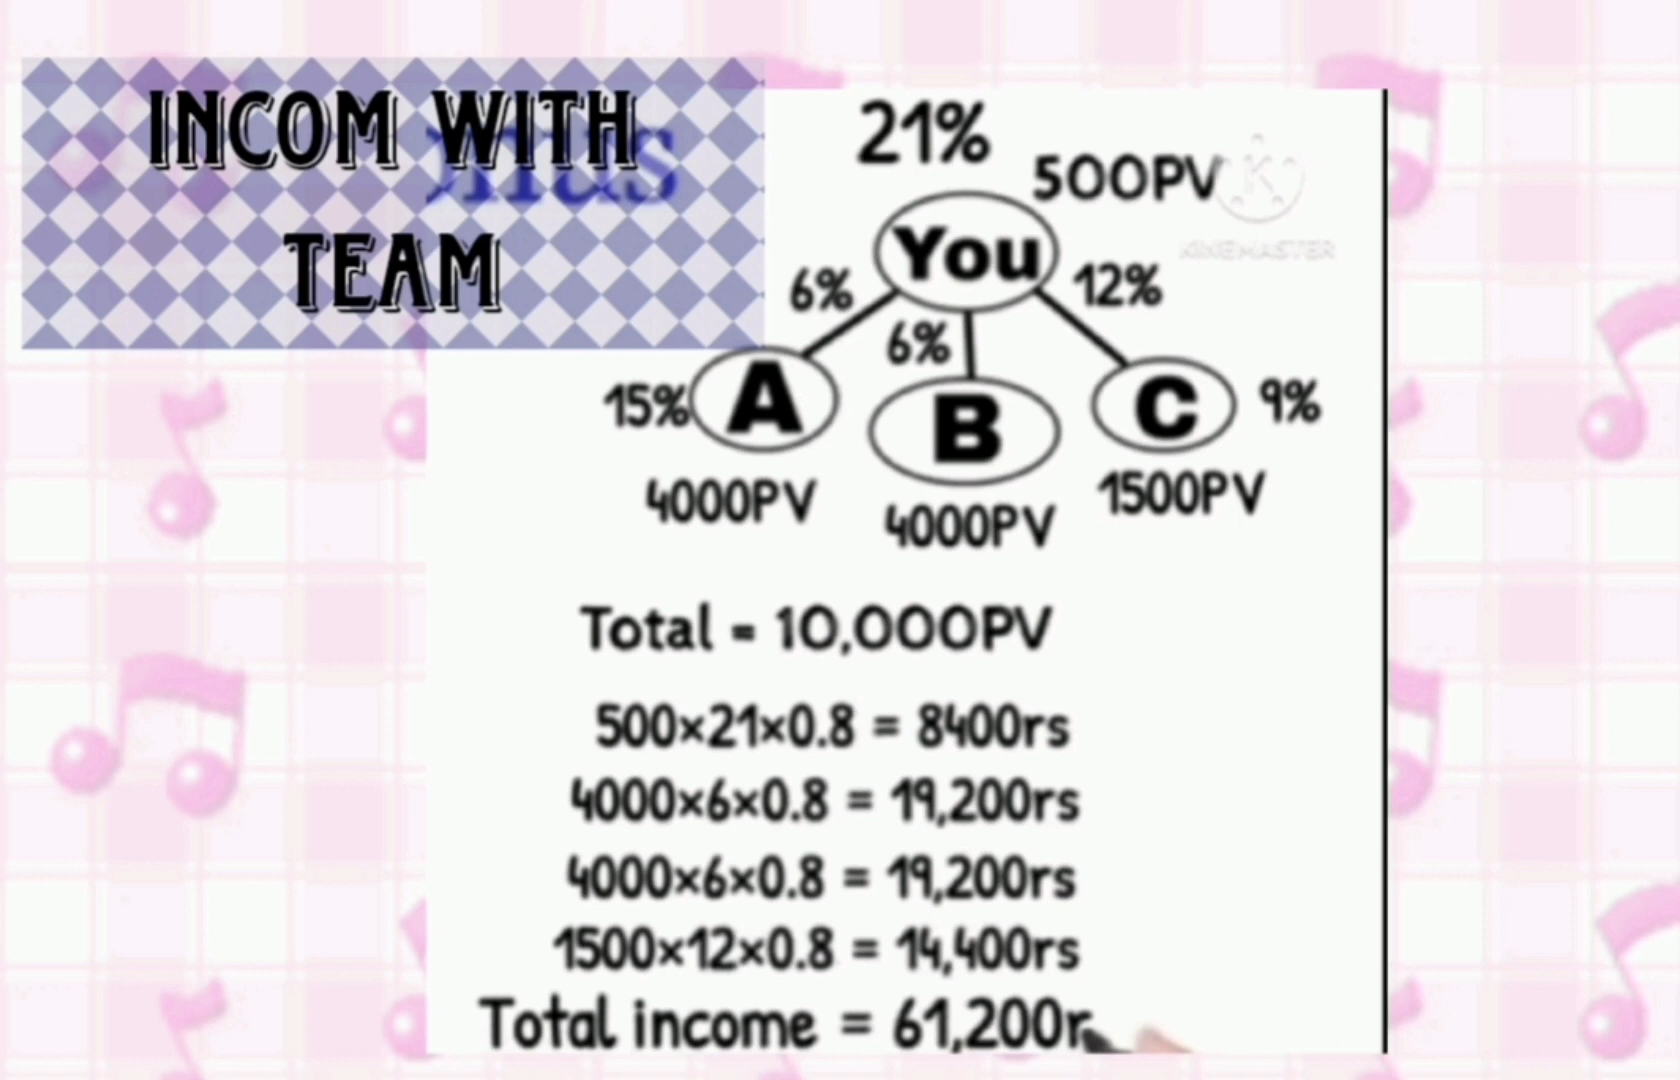 INCOM WITH
TEAM
21%
500PV
You
KINEMASTER
6%
6%
12%
15%
A
B
C
9%
4000PV
4000PV
1500PV
Total = 10,000PV
500×21×0.8 = 8400rs
4000×6×0.8 = 19,200rs
4000×6×0.8 = 19,200rs
1500×12×0.8 = 14,400rs
Total income = 61,200r